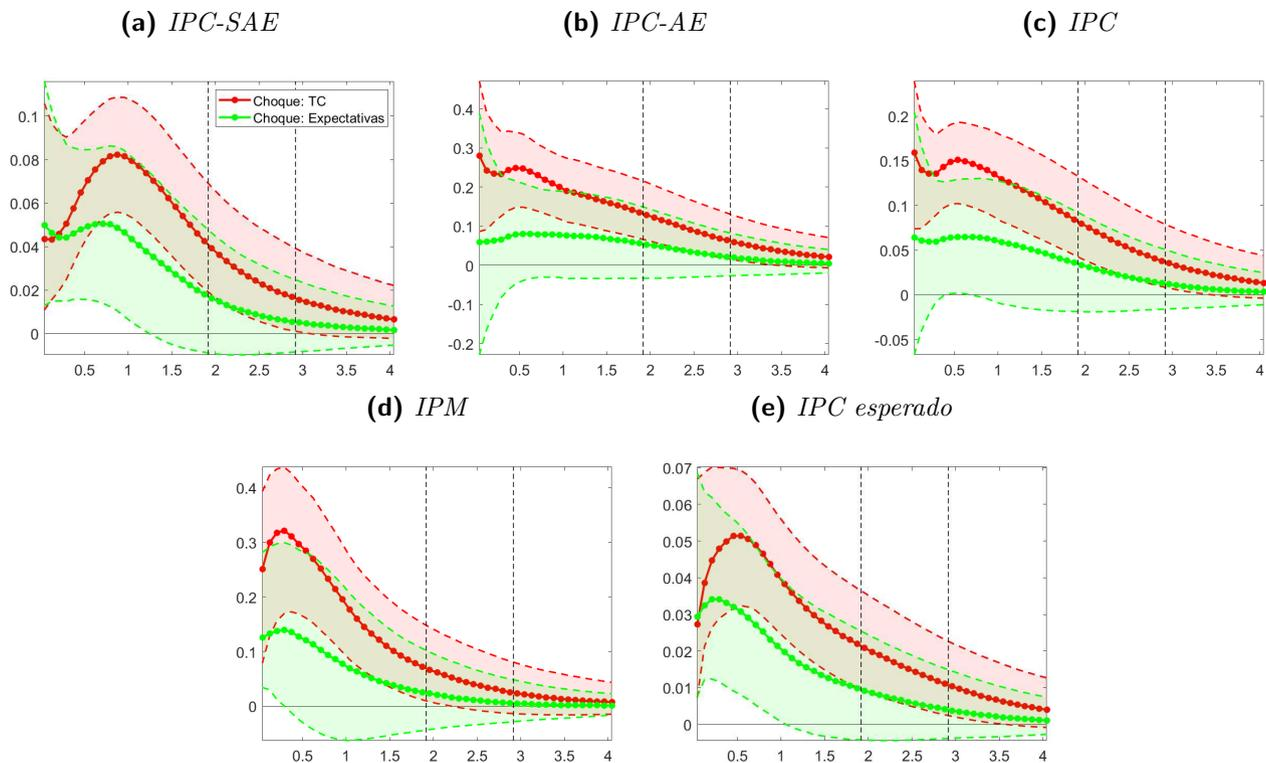 (a) IPC-SAE
(b) IPC-AE
(c) IPC
0.1
0.08
0.06
0.04
0.02
0
0.5 1 1.5 2 2.5 3 3.5 4
Choque: TC
Choque: Expectativas
0.4
0.3
0.2
0.1
0
-0.1
-0.2
0.5 1 1.5 2 2.5 3 3.5 4
0.2
0.15
0.1
0.05
0
-0.05
0.5 1 1.5 2 2.5 3 3.5 4
(d) IPM
(e) IPC esperado
0.4
0.3
0.2
0.1
0
0.5 1 1.5 2 2.5 3 3.5 4
0.07
0.06
0.05
0.04
0.03
0.02
0.01
0
0.5 1 1.5 2 2.5 3 3.5 4